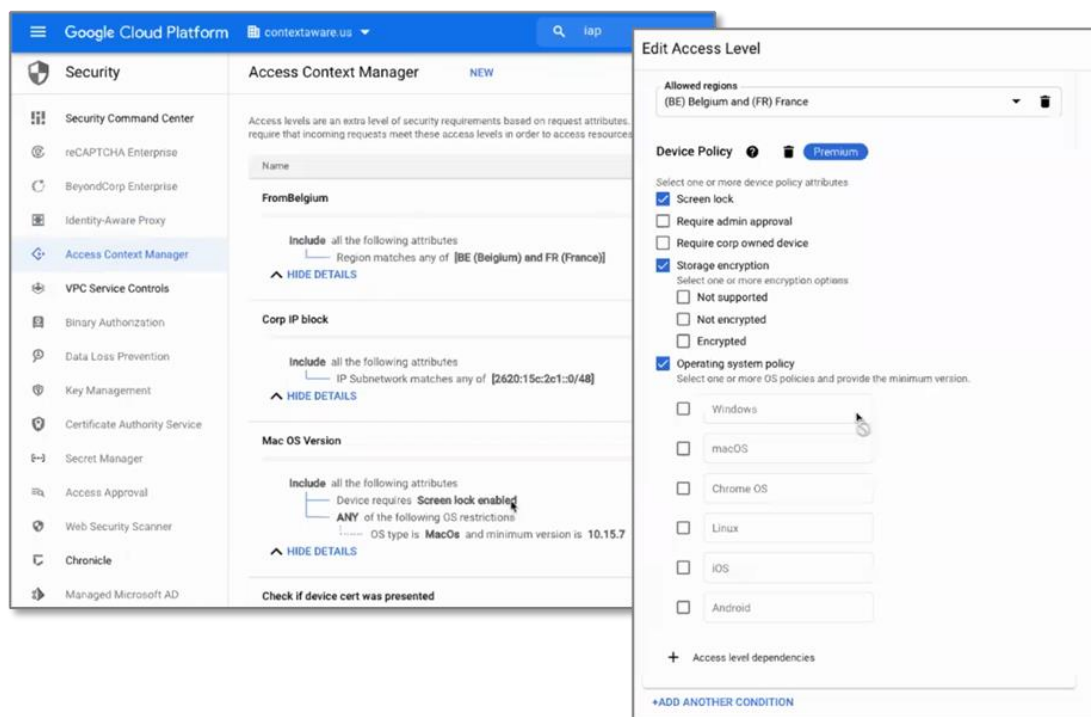 Google Cloud Platform
contextaware.us
iap
Security
Security Command Center
reCAPTCHA Enterprise
BeyondCorp Enterprise
Identity-Aware Proxy
Access Context Manager
VPC Service Controls
Binary Authorization
Data Loss Prevention
Key Management
Certificate Authority Service
Secret Manager
Access Approval
Web Security Scanner
Chronicle
Managed Microsoft AD
Access Context Manager NEW
Access levels are an extra level of security requirements based on request attributes.
require that incoming requests meet these access levels in order to access resources
Name
FromBelgium
Include all the following attributes
Region matches any of [BE (Belgium) and FR (France)]
HIDE DETAILS
Corp IP block
Include all the following attributes
IP Subnetwork matches any of [2620:15c:2c1::0/48]
HIDE DETAILS
Mac OS Version
Include all the following attributes
Device requires Screen lock enabled
ANY of the following OS restrictions
OS type is MacOs and minimum version is 10.15.7
HIDE DETAILS
Check if device cert was presented
Edit Access Level
Allowed regions
(BE) Belgium and (FR) France
Device Policy Premium
Select one or more device policy attributes
Screen lock
Require admin approval
Require corp owned device
Storage encryption
Select one or more encryption options
Not supported
Not encrypted
Encrypted
Operating system policy
Select one or more OS policies and provide the minimum version.
Windows
macOS
Chrome OS
Linux
iOS
Android
+ Access level dependencies
+ADD ANOTHER CONDITION